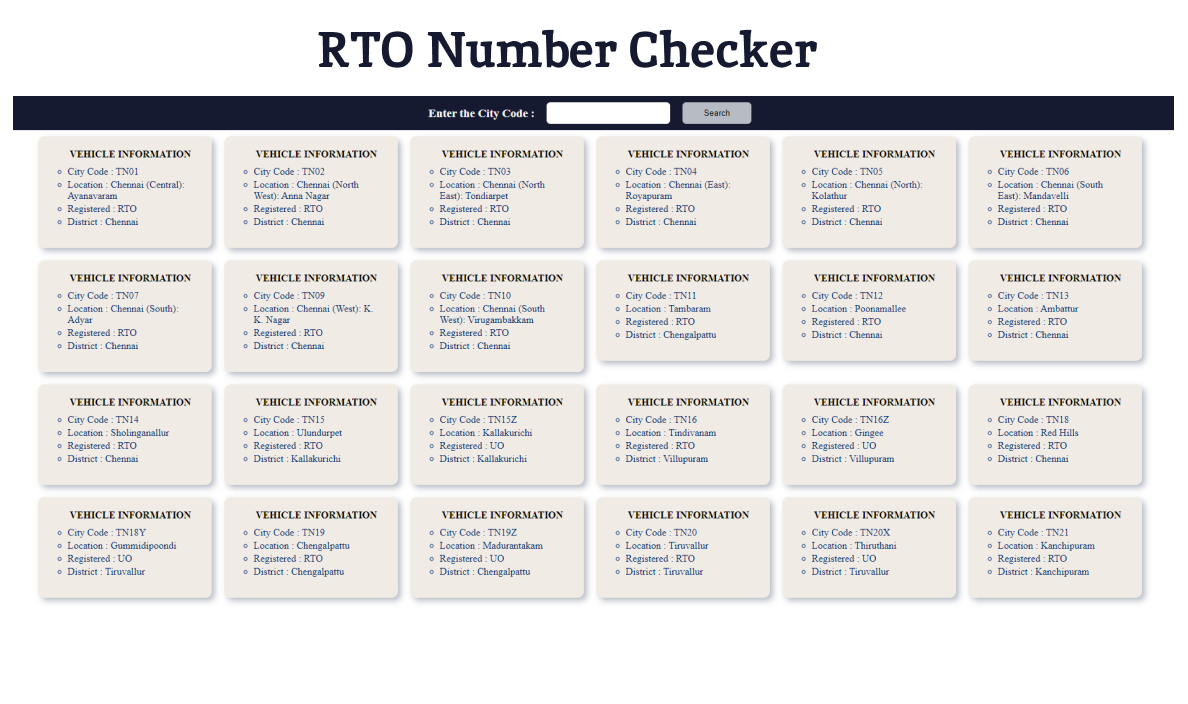 RTO Number Checker
Enter the City Code :
Search
VEHICLE INFORMATION
City Code : TN01
Location : Chennai (Central):
Ayanavaram
Registered : RTO
District : Chennai
VEHICLE INFORMATION
City Code : TN02
Location : Chennai (North
West): Anna Nagar
Registered : RTO
District : Chennai
VEHICLE INFORMATION
City Code : TN03
Location : Chennai (North
East): Tondiarpet
Registered : RTO
District : Chennai
VEHICLE INFORMATION
City Code : TN04
Location : Chennai (East):
Royapuram
Registered : RTO
District : Chennai
VEHICLE INFORMATION
City Code : TN05
Location : Chennai (North):
Kolathur
Registered : RTO
District : Chennai
VEHICLE INFORMATION
City Code : TN06
Location : Chennai (South
East): Mandavelli
Registered : RTO
District : Chennai
VEHICLE INFORMATION
City Code : TN07
Location : Chennai (South):
Adyar
Registered : RTO
District : Chennai
VEHICLE INFORMATION
City Code : TN09
Location : Chennai (West): K.
K. Nagar
Registered : RTO
District : Chennai
VEHICLE INFORMATION
City Code : TN10
Location : Chennai (South
West): Virugambakkam
Registered : RTO
District : Chennai
VEHICLE INFORMATION
City Code : TN11
Location : Tambaram
Registered : RTO
District : Chengalpattu
VEHICLE INFORMATION
City Code : TN12
Location : Poonamallee
Registered : RTO
District : Chennai
VEHICLE INFORMATION
City Code : TN13
Location : Ambattur
Registered : RTO
District : Chennai
VEHICLE INFORMATION
City Code : TN14
Location : Sholinganallur
Registered : RTO
District : Chennai
VEHICLE INFORMATION
City Code : TN15
Location : Ulundurpet
Registered : RTO
District : Kallakurichi
VEHICLE INFORMATION
City Code : TN15Z
Location : Kallakurichi
Registered : UO
District : Kallakurichi
VEHICLE INFORMATION
City Code : TN16
Location : Tindivanam
Registered : RTO
District : Villupuram
VEHICLE INFORMATION
City Code : TN16Z
Location : Gingee
Registered : UO
District : Villupuram
VEHICLE INFORMATION
City Code : TN18
Location : Red Hills
Registered : RTO
District : Chennai
VEHICLE INFORMATION
City Code : TN18Y
Location : Gummidipoondi
Registered : UO
District : Tiruvallur
VEHICLE INFORMATION
City Code : TN19
Location : Chengalpattu
Registered : RTO
District : Chengalpattu
VEHICLE INFORMATION
City Code : TN19Z
Location : Madurantakam
Registered : UO
District : Chengalpattu
VEHICLE INFORMATION
City Code : TN20
Location : Tiruvallur
Registered : RTO
District : Tiruvallur
VEHICLE INFORMATION
City Code : TN20X
Location : Thiruthani
Registered : UO
District : Tiruvallur
VEHICLE INFORMATION
City Code : TN21
Location : Kanchipuram
Registered : RTO
District : Kanchipuram